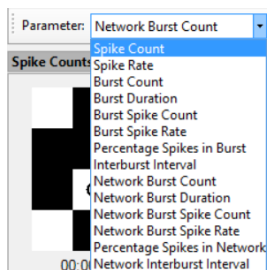 Parameter: Network Burst Count
Spike Counts
Spike Count
Spike Rate
Burst Count
Burst Duration
Burst Spike Count
Burst Spike Rate
Percentage Spikes in Burst
Interburst Interval
Network Burst Count
Network Burst Duration
Network Burst Spike Count
Network Burst Spike Rate
Percentage Spikes in Network
Network Interburst Interval